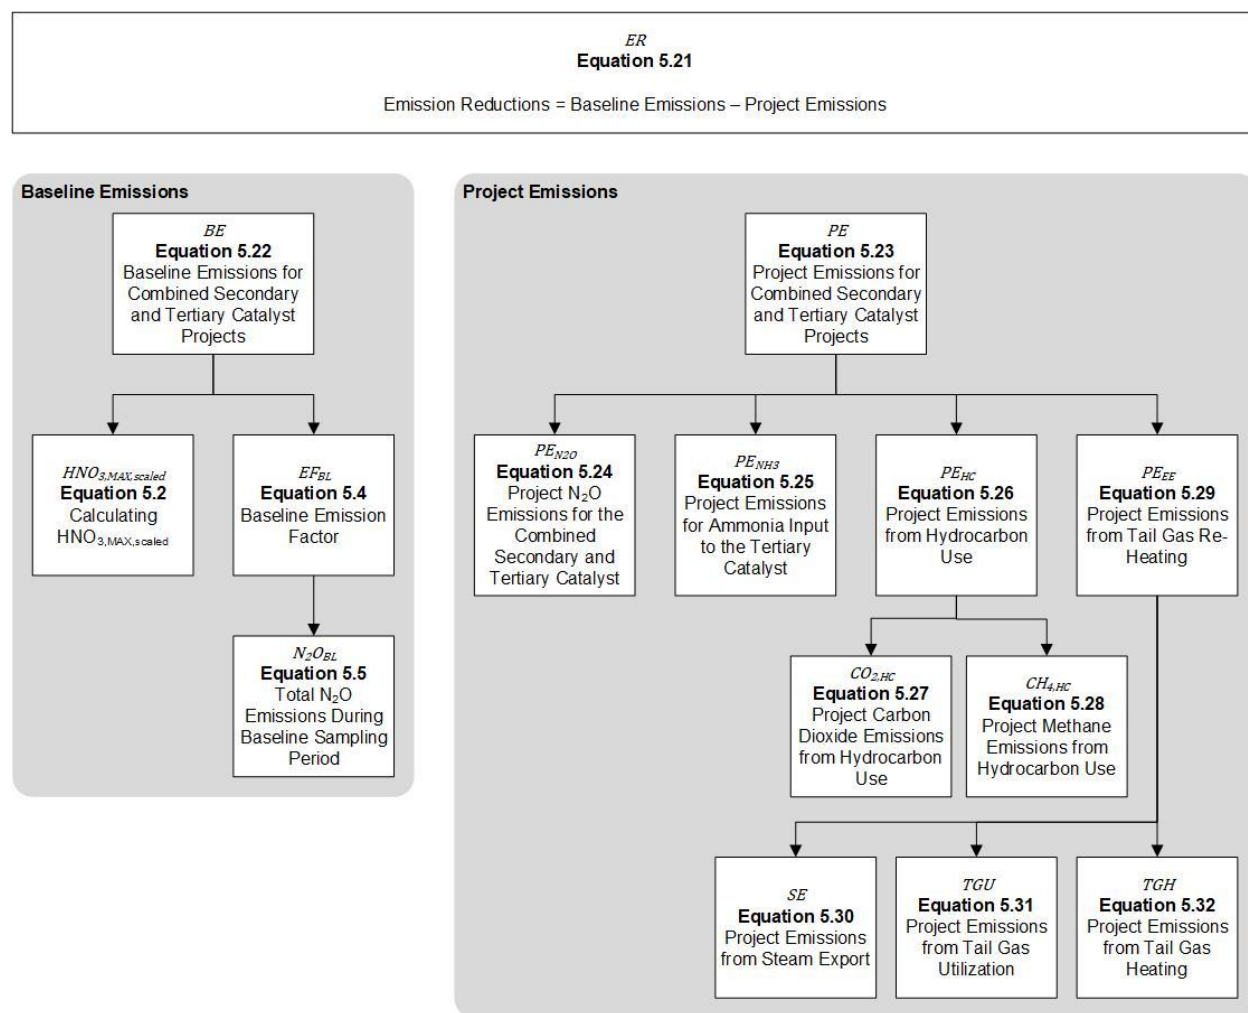 ER
Equation 5.21
Emission Reductions = Baseline Emissions – Project Emissions
Baseline Emissions
BE
Equation 5.22
Baseline Emissions for
Combined Secondary
and Tertiary Catalyst
Projects
HNO3,MAX,scaled
Equation 5.2
Calculating
HNO3,MAX,scaled
EFBL
Equation 5.4
Baseline Emission
Factor
N2OBL
Equation 5.5
Total N2O
Emissions During
Baseline Sampling
Period
Project Emissions
PE
Equation 5.23
Project Emissions for
Combined Secondary
and Tertiary Catalyst
Projects
PEN2O
Equation 5.24
Project N2O
Emissions for the
Combined
Secondary and
Tertiary Catalyst
PENH3
Equation 5.25
Project Emissions
for Ammonia Input
to the Tertiary
Catalyst
PEHC
Equation 5.26
Project Emissions
from Hydrocarbon
Use
PEEE
Equation 5.29
Project Emissions
from Tail Gas Re-
Heating
CO2,HC
Equation 5.27
Project Carbon
Dioxide Emissions
from Hydrocarbon
Use
CH4,HC
Equation 5.28
Project Methane
Emissions from
Hydrocarbon Use
SE
Equation 5.30
Project Emissions
from Steam Export
TGU
Equation 5.31
Project Emissions
from Tail Gas
Utilization
TGH
Equation 5.32
Project Emissions
from Tail Gas
Heating